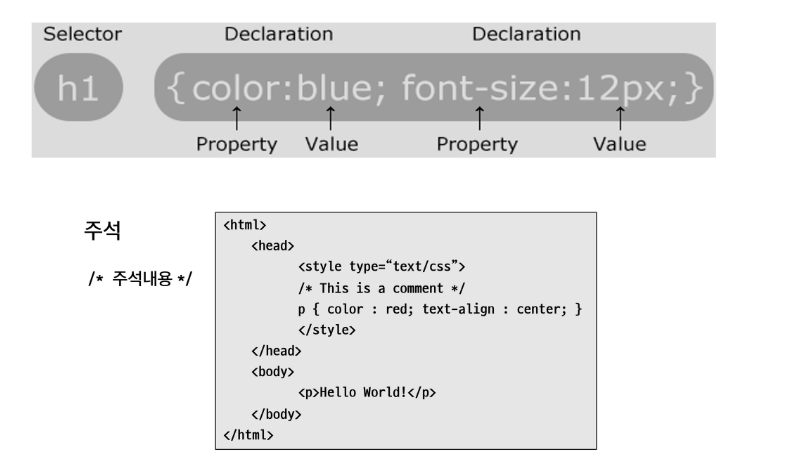 Selector Declaration Declaration
h1 {color:blue; font-size:12px;}
Property Value Property Value
주석
/* 주석내용 */
<html>
<head>
<style type=“text/css”>
/* This is a comment */
p { color : red; text-align : center; }
</style>
</head>
<body>
<p>Hello World!</p>
</body>
</html>